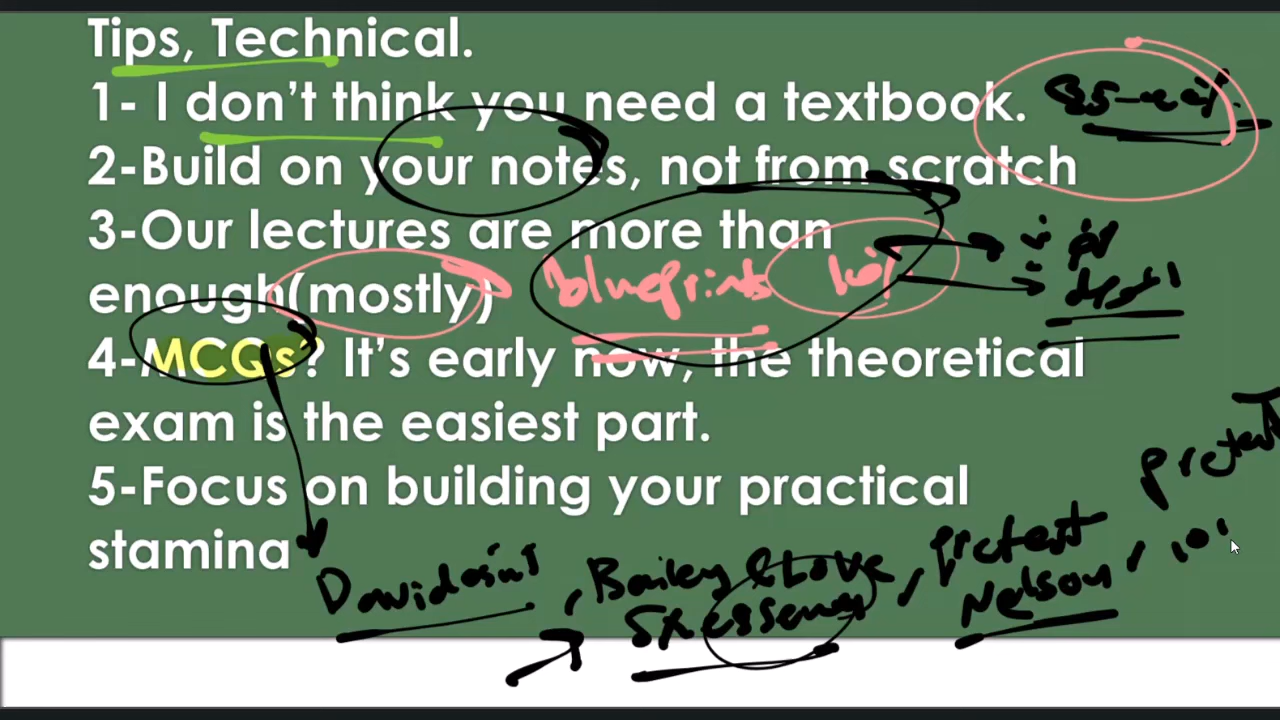 Tips, Technical.
1- I don’t think you need a textbook.
2-Build on your notes, not from scratch
3-Our lectures are more than
enough(mostly)
blueprints
4-MCQs? It’s early now, the theoretical
exam is the easiest part.
5-Focus on building your practical
stamina
Davidson's, Bailey & Love, pretest
Nelson, pretest